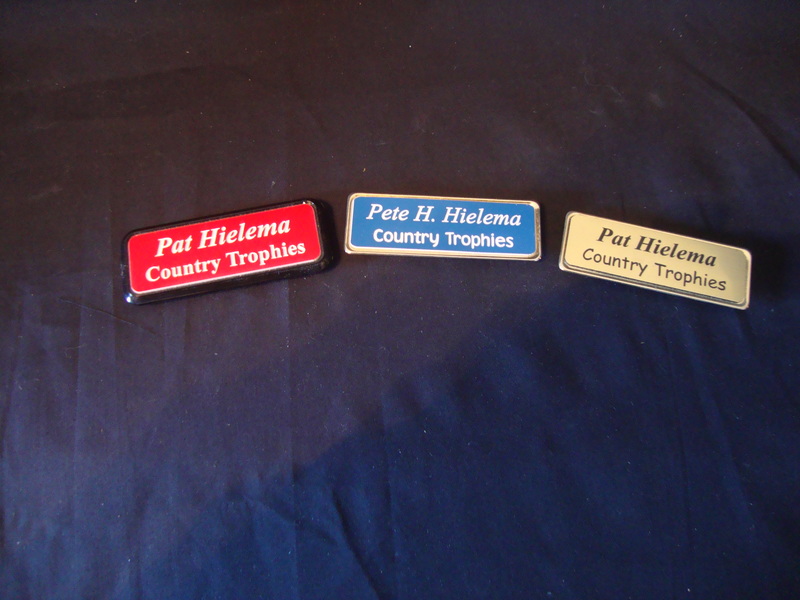 Pat Hielema
Country Trophies
Pete H. Hielema
Country Trophies
Pat Hielema
Country Trophies